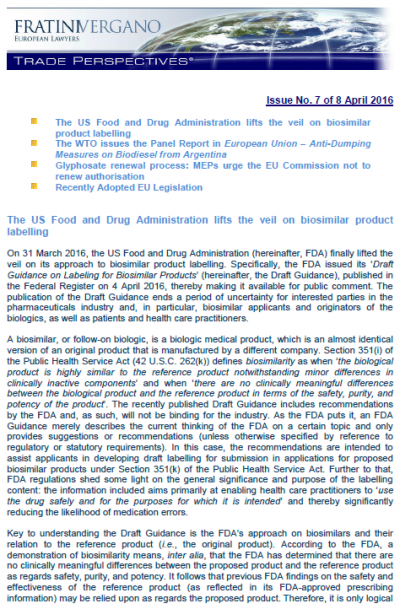 FRATINIVERGANO
EUROPEAN LAWYERS
TRADE PERSPECTIVES®
Issue No. 7 of 8 April 2016
The US Food and Drug Administration lifts the veil on biosimilar
product labelling
The WTO issues the Panel Report in European Union – Anti-Dumping
Measures on Biodiesel from Argentina
Glyphosate renewal process: MEPs urge the EU Commission not to
renew authorisation
Recently Adopted EU Legislation
The US Food and Drug Administration lifts the veil on biosimilar product
labelling
On 31 March 2016, the US Food and Drug Administration (hereinafter, FDA) finally lifted the
veil on its approach to biosimilar product labelling. Specifically, the FDA issued its 'Draft
Guidance on Labeling for Biosimilar Products' (hereinafter, the Draft Guidance), published in
the Federal Register on 4 April 2016, thereby making it available for public comment. The
publication of the Draft Guidance ends a period of uncertainty for interested parties in the
pharmaceuticals industry and, in particular, biosimilar applicants and originators of the
biologics, as well as patients and health care practitioners.
A biosimilar, or follow-on biologic, is a biologic medical product, which is an almost identical
version of an original product that is manufactured by a different company. Section 351(i) of
the Public Health Service Act (42 U.S.C. 262(k)) defines biosimilarity as when 'the biological
product is highly similar to the reference product notwithstanding minor differences in
clinically inactive components' and when 'there are no clinically meaningful differences
between the biological product and the reference product in terms of the safety, purity, and
potency of the product'. The recently published Draft Guidance includes recommendations
by the FDA and, as such, will not be binding for the industry. As the FDA puts it, an FDA
Guidance merely describes the current thinking of the FDA on a certain topic and only
provides suggestions or recommendations (unless otherwise specified by reference to
regulatory or statutory requirements). In this case, the recommendations are intended to
assist applicants in developing draft labelling for submission in applications for proposed
biosimilar products under Section 351(k) of the Public Health Service Act. Further to that,
FDA regulations shed some light on the general significance and purpose of the labelling
content: the information included aims primarily at enabling health care practitioners to 'use
the drug safely and for the purposes for which it is intended' and thereby significantly
reducing the likelihood of medication errors.
Key to understanding the Draft Guidance is the FDA's approach on biosimilars and their
relation to the reference product (i.e., the original product). According to the FDA, a
demonstration of biosimilarity means, inter alia, that the FDA has determined that there are
no clinically meaningful differences between the proposed product and the reference product
as regards safety, purity, and potency. It follows that previous FDA findings on the safety and
effectiveness of the reference product (as reflected in its FDA-approved prescribing
information) may be relied upon as regards the proposed product. Therefore, it is only logical